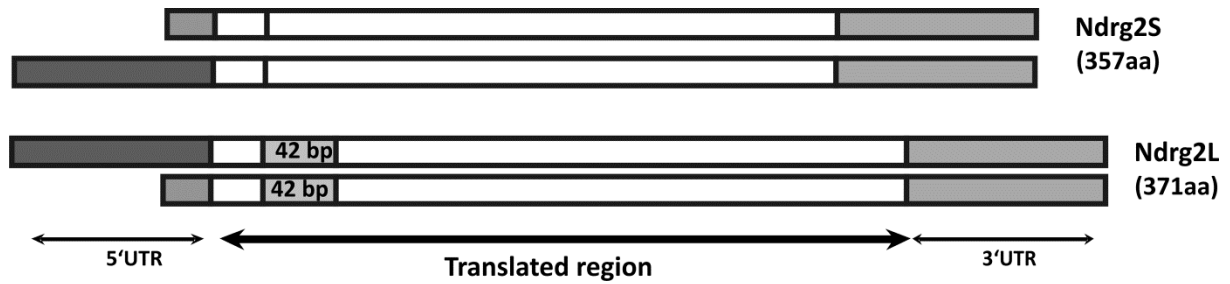 Ndrg2S
(357aa)
42 bp
Ndrg2L
42 bp
(371aa)
5‘UTR
Translated region
3‘UTR